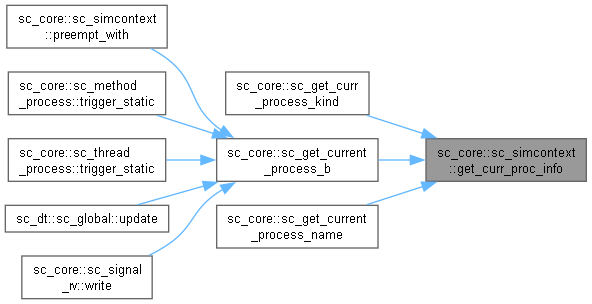 sc_core::sc_simcontext
::preempt_with
sc_core::sc_method
_process::trigger_static
sc_core::sc_thread
_process::trigger_static
sc_dt::sc_global::update
sc_core::sc_signal
_rv::write
sc_core::sc_get_curr
_process_kind
sc_core::sc_get_current
_process_b
sc_core::sc_get_current
_process_name
sc_core::sc_simcontext
::get_curr_proc_info